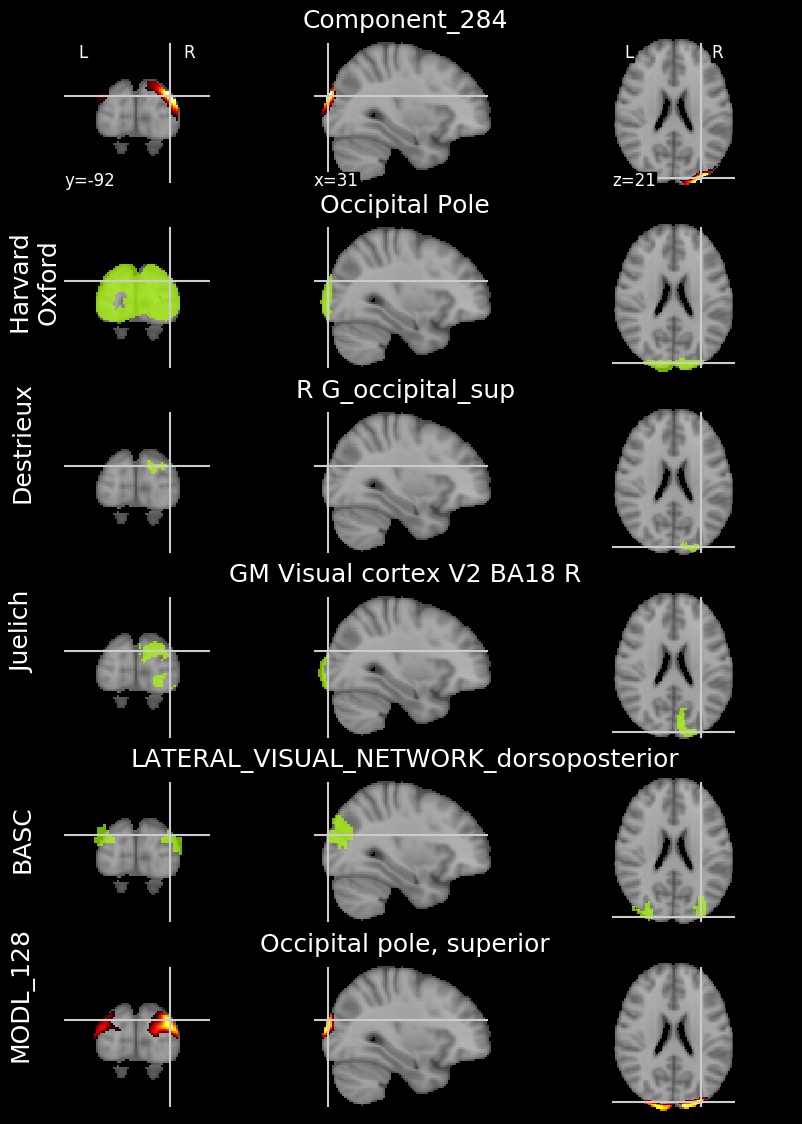 Component_284
L R L R
y=-92 x=31 z=21
Occipital Pole
Harvard
Oxford
R G_occipital_sup
Destrieux
GM Visual cortex V2 BA18 R
Juelich
LATERAL_VISUAL_NETWORK_dorsoposterior
BASC
Occipital pole, superior
MODL_128